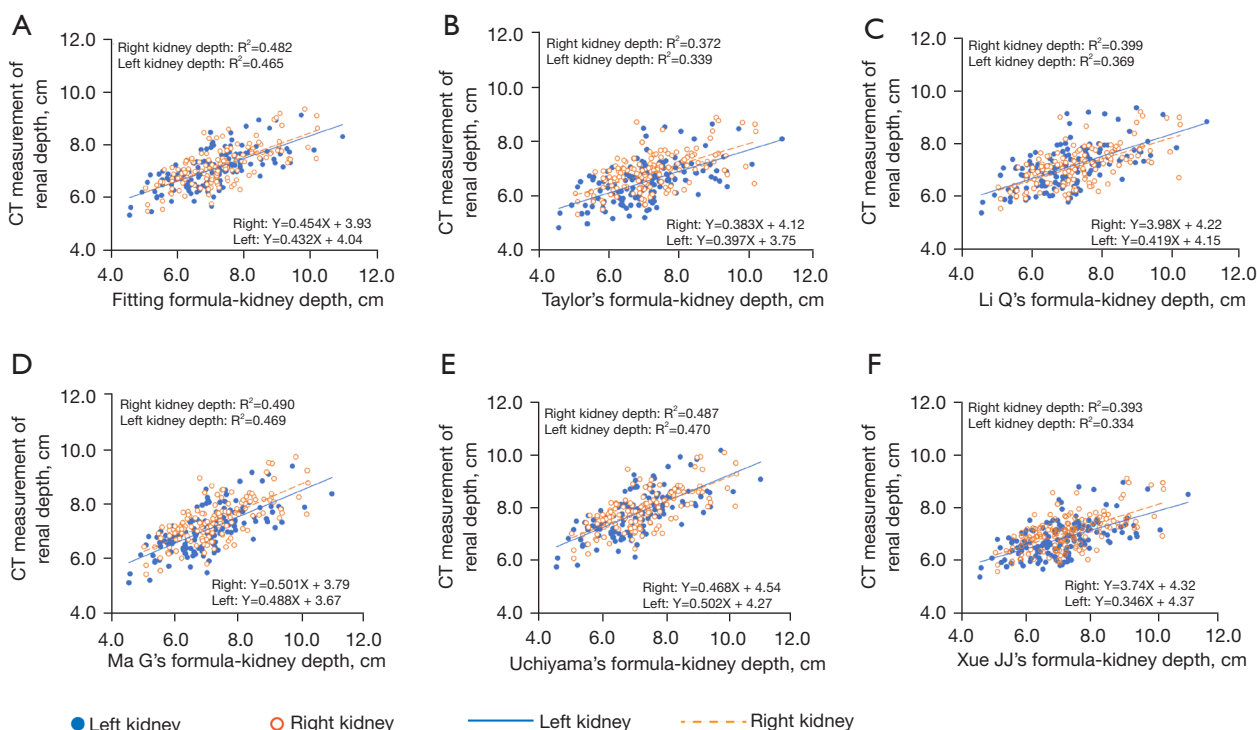 A
12.0
10.0
8.0
6.0
4.0
CT measurement of
renal depth, cm
Right kidney depth: R²=0.482
Left kidney depth: R²=0.465
Right: Y=0.454X + 3.93
Left: Y=0.432X + 4.04
4.0 6.0 8.0 10.0 12.0
Fitting formula-kidney depth, cm
B
12.0
10.0
8.0
6.0
4.0
CT measurement of
renal depth, cm
Right kidney depth: R²=0.372
Left kidney depth: R²=0.339
Right: Y=0.383X + 4.12
Left: Y=0.397X + 3.75
4.0 6.0 8.0 10.0 12.0
Taylor's formula-kidney depth, cm
C
12.0
10.0
8.0
6.0
4.0
CT measurement of
renal depth, cm
Right kidney depth: R²=0.399
Left kidney depth: R²=0.369
Right: Y=3.98X + 4.22
Left: Y=0.419X + 4.15
4.0 6.0 8.0 10.0 12.0
Li Q's formula-kidney depth, cm
D
12.0
10.0
8.0
6.0
4.0
CT measurement of
renal depth, cm
Right kidney depth: R²=0.490
Left kidney depth: R²=0.469
Right: Y=0.501X + 3.79
Left: Y=0.488X + 3.67
4.0 6.0 8.0 10.0 12.0
Ma G's formula-kidney depth, cm
E
12.0
10.0
8.0
6.0
4.0
CT measurement of
renal depth, cm
Right kidney depth: R²=0.487
Left kidney depth: R²=0.470
Right: Y=0.468X + 4.54
Left: Y=0.502X + 4.27
4.0 6.0 8.0 10.0 12.0
Uchiyama's formula-kidney depth, cm
F
12.0
10.0
8.0
6.0
4.0
CT measurement of
renal depth, cm
Right kidney depth: R²=0.393
Left kidney depth: R²=0.334
Right: Y=3.74X + 4.32
Left: Y=0.346X + 4.37
4.0 6.0 8.0 10.0 12.0
Xue JJ's formula-kidney depth, cm
Left kidney Right kidney Left kidney Right kidney